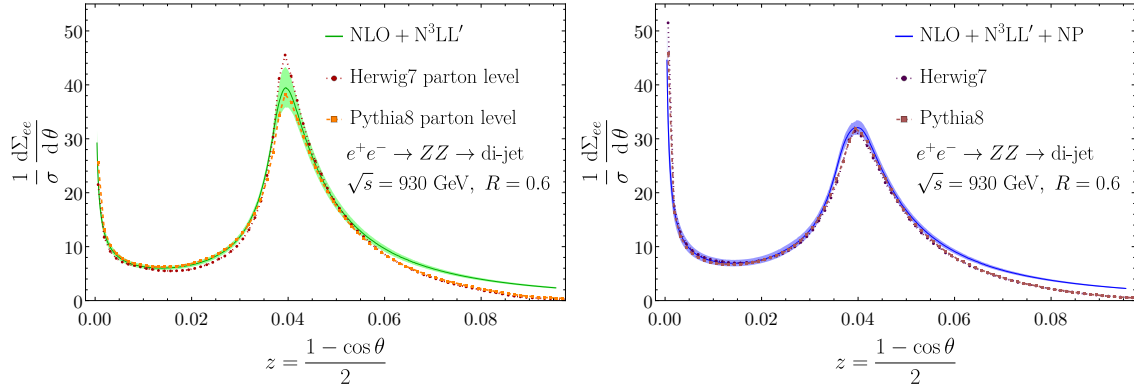 50
40
30
20
10
0
0.00 0.02 0.04 0.06 0.08
1/σ dΣ_ee/dθ
z = (1 − cos θ)/2
NLO + N³LL′
Herwig7 parton level
Pythia8 parton level
e⁺e⁻ → ZZ → di-jet
√s = 930 GeV, R = 0.6
50
40
30
20
10
0
0.00 0.02 0.04 0.06 0.08
1/σ dΣ_ee/dθ
z = (1 − cos θ)/2
NLO + N³LL′ + NP
Herwig7
Pythia8
e⁺e⁻ → ZZ → di-jet
√s = 930 GeV, R = 0.6